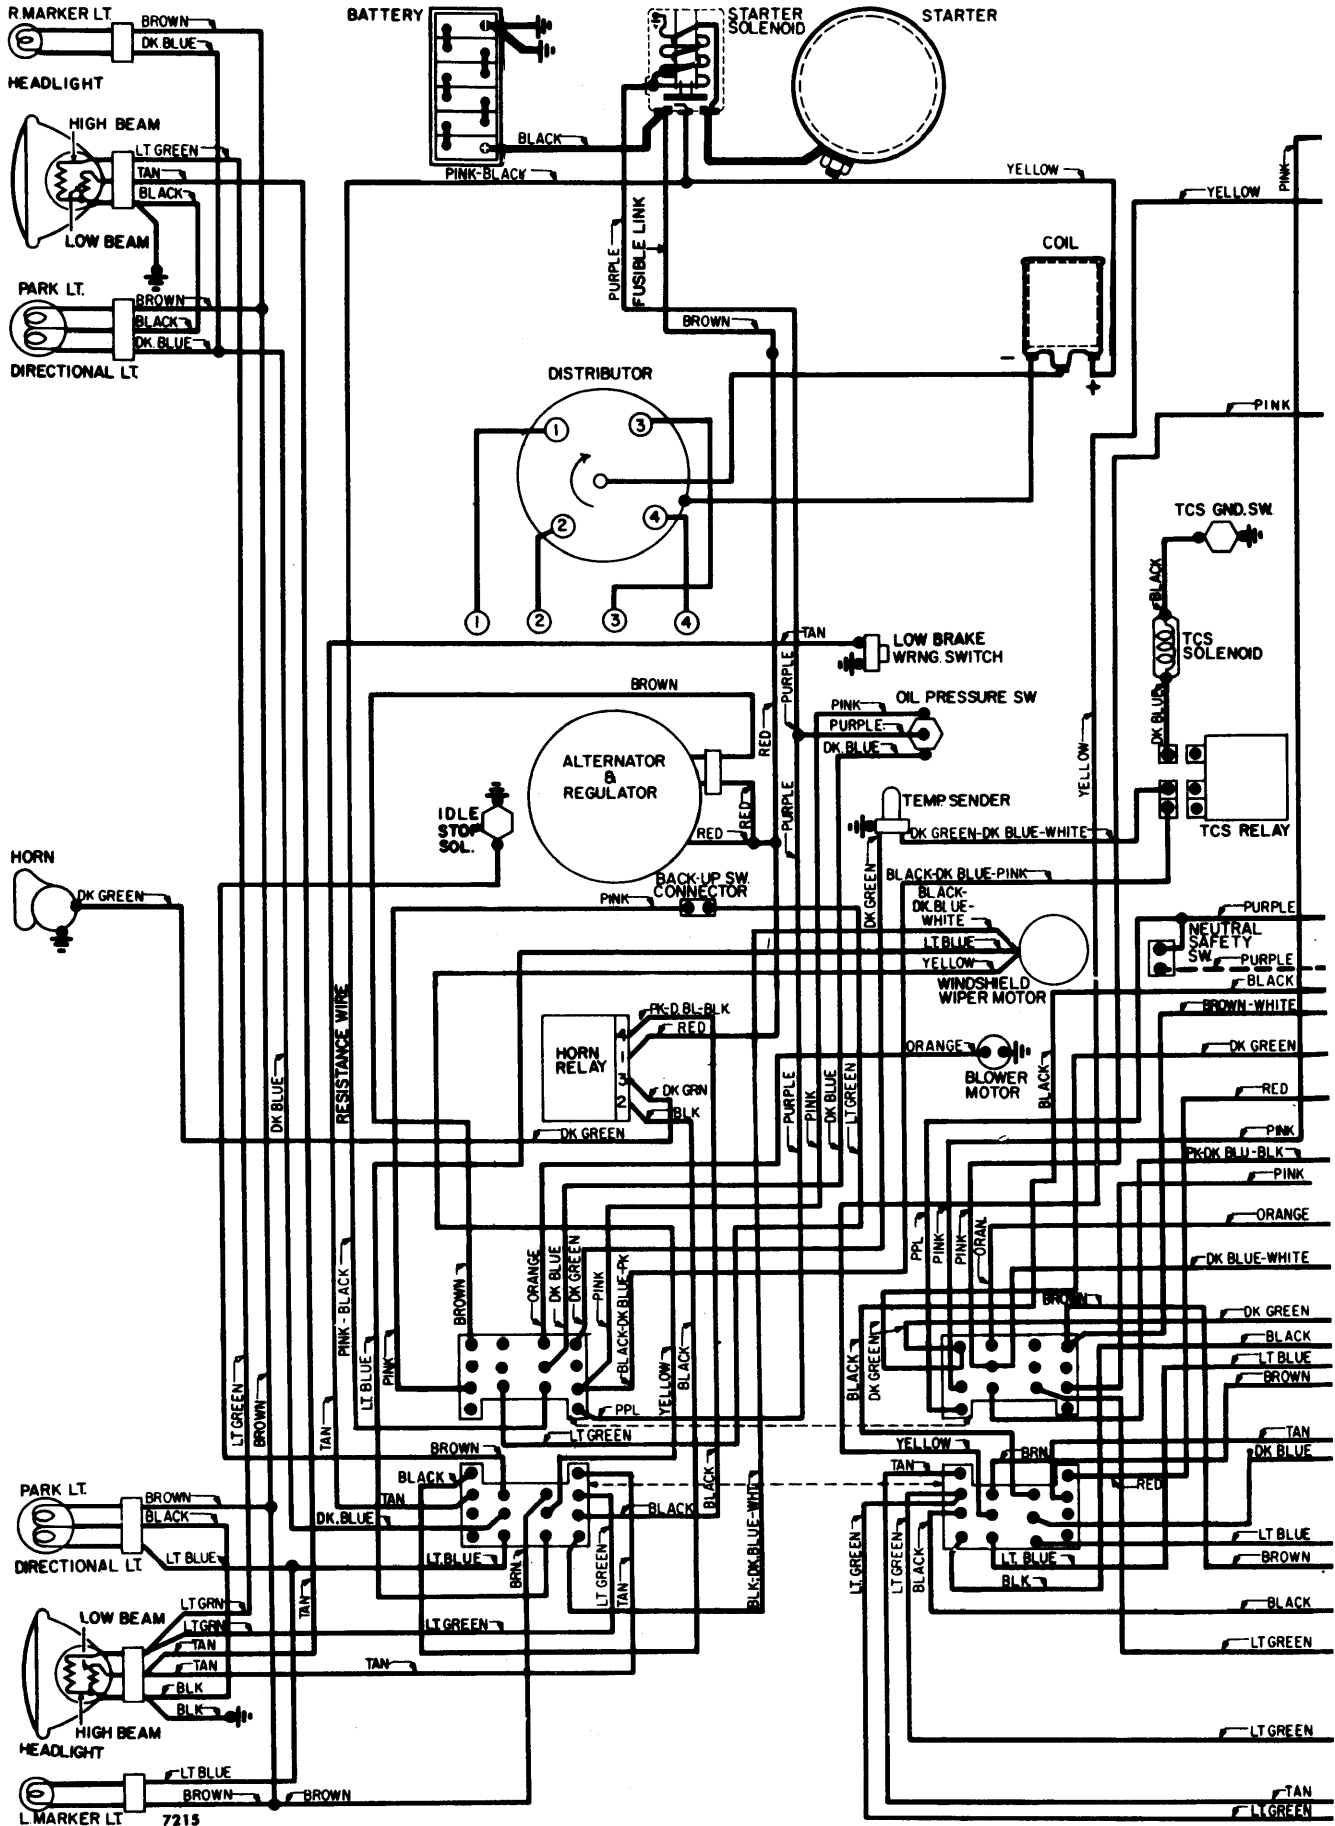 R. MARKER LT.
BROWN
DK. BLUE
HEADLIGHT
HIGH BEAM
LT GREEN
TAN
BLACK
LOW BEAM
PARK LT.
BROWN
BLACK
DK. BLUE
DIRECTIONAL LT.
BATTERY
BLACK
STARTER
SOLENOID
STARTER
PINK-BLACK
YELLOW
PURPLE
FUSIBLE LINK
BROWN
COIL
-
+
PINK
YELLOW
PINK
DISTRIBUTOR
1
3
2
4
1
2
3
4
TCS GND. SW.
BLACK
TCS
SOLENOID
DK BLUE
TCS RELAY
TAN
LOW BRAKE
WRNG. SWITCH
PURPLE
BROWN
OIL PRESSURE SW
PINK
PURPLE
DK. BLUE
RED
ALTERNATOR
&
REGULATOR
RED
RED
PURPLE
YELLOW
IDLE
STOP
SOL.
TEMP SENDER
DK GREEN-DK BLUE-WHITE
HORN
DK GREEN
BACK-UP SW.
CONNECTOR
PINK
DK GREEN
BLACK-DK BLUE-PINK
BLACK-
DK. BLUE-
WHITE
LT BLUE
YELLOW
WINDSHIELD
WIPER MOTOR
PURPLE
NEUTRAL
SAFETY
SW.
PURPLE
BLACK
BROWN-WHITE
DK GREEN
RED
PINK
PK-DK BLU-BLK
PINK
ORANGE
DK BLUE-WHITE
RESISTANCE WIRE
DK BLUE
HORN
RELAY
4
1
3
2
PK-D. BL-BLK
RED
DK GRN
BLK
DK GREEN
ORANGE
BLOWER
MOTOR
BLACK
PURPLE
PINK
DK BLUE
LT GREEN
PPL
PINK
PINK
ORAN.
PINK-BLACK
BROWN
ORANGE
DK BLUE
DK GREEN
PINK
BLACK-DK BLUE-PK
LT. BLUE
PINK
YELLOW
BLACK
PPL
LT GREEN
BROWN
BLACK
DK GREEN
DK GREEN
BLACK
LT BLUE
BROWN
LT GREEN
BROWN
TAN
BROWN
BLACK
TAN
DK. BLUE
BLACK
BLACK
BLK-DK. BLUE-WHT
YELLOW
BRN
TAN
TAN
DK BLUE
RED
PARK LT.
BROWN
BLACK
DIRECTIONAL LT.
LT BLUE
LT. BLUE
BRN.
LT GREEN
TAN
LT GREEN
LT GREEN
BLACK
LT. BLUE
BLK
LT BLUE
BROWN
BLACK
LT GREEN
TAN
LT GRN
LOW BEAM
LT GRN
TAN
TAN
BLK
BLK
HIGH BEAM
HEADLIGHT
LT GREEN
TAN
LT GREEN
LT BLUE
BROWN
BROWN
L. MARKER LT.
7215
TAN
LT GREEN